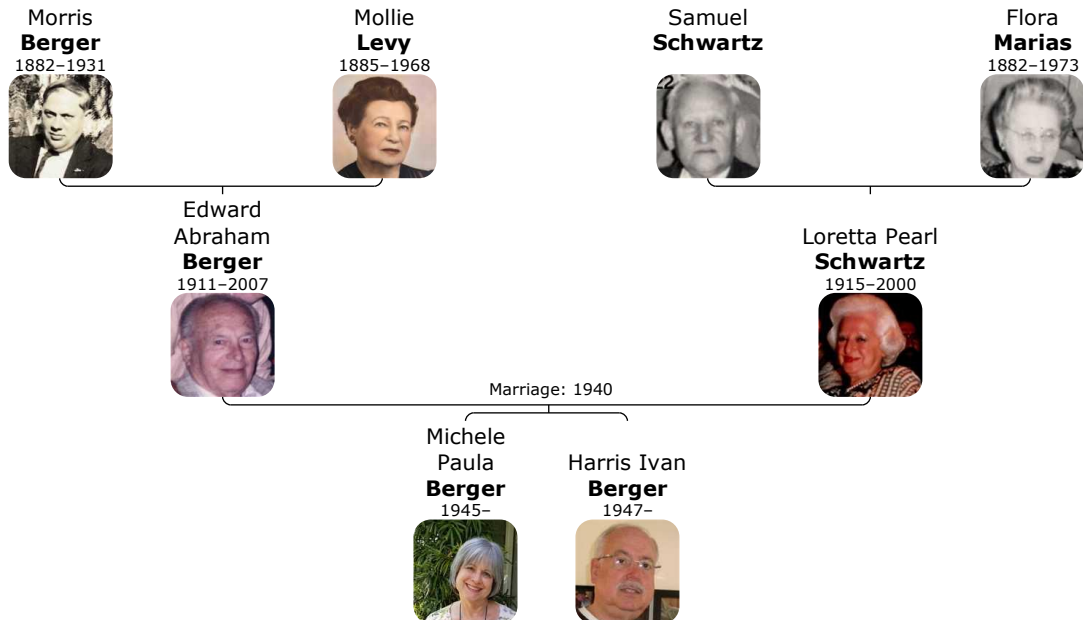 Morris
Berger
1882–1931
Mollie
Levy
1885–1968
Samuel
Schwartz
22
Flora
Marias
1882–1973
Edward
Abraham
Berger
1911–2007
Loretta Pearl
Schwartz
1915–2000
Marriage: 1940
Michele
Paula
Berger
1945–
Harris Ivan
Berger
1947–